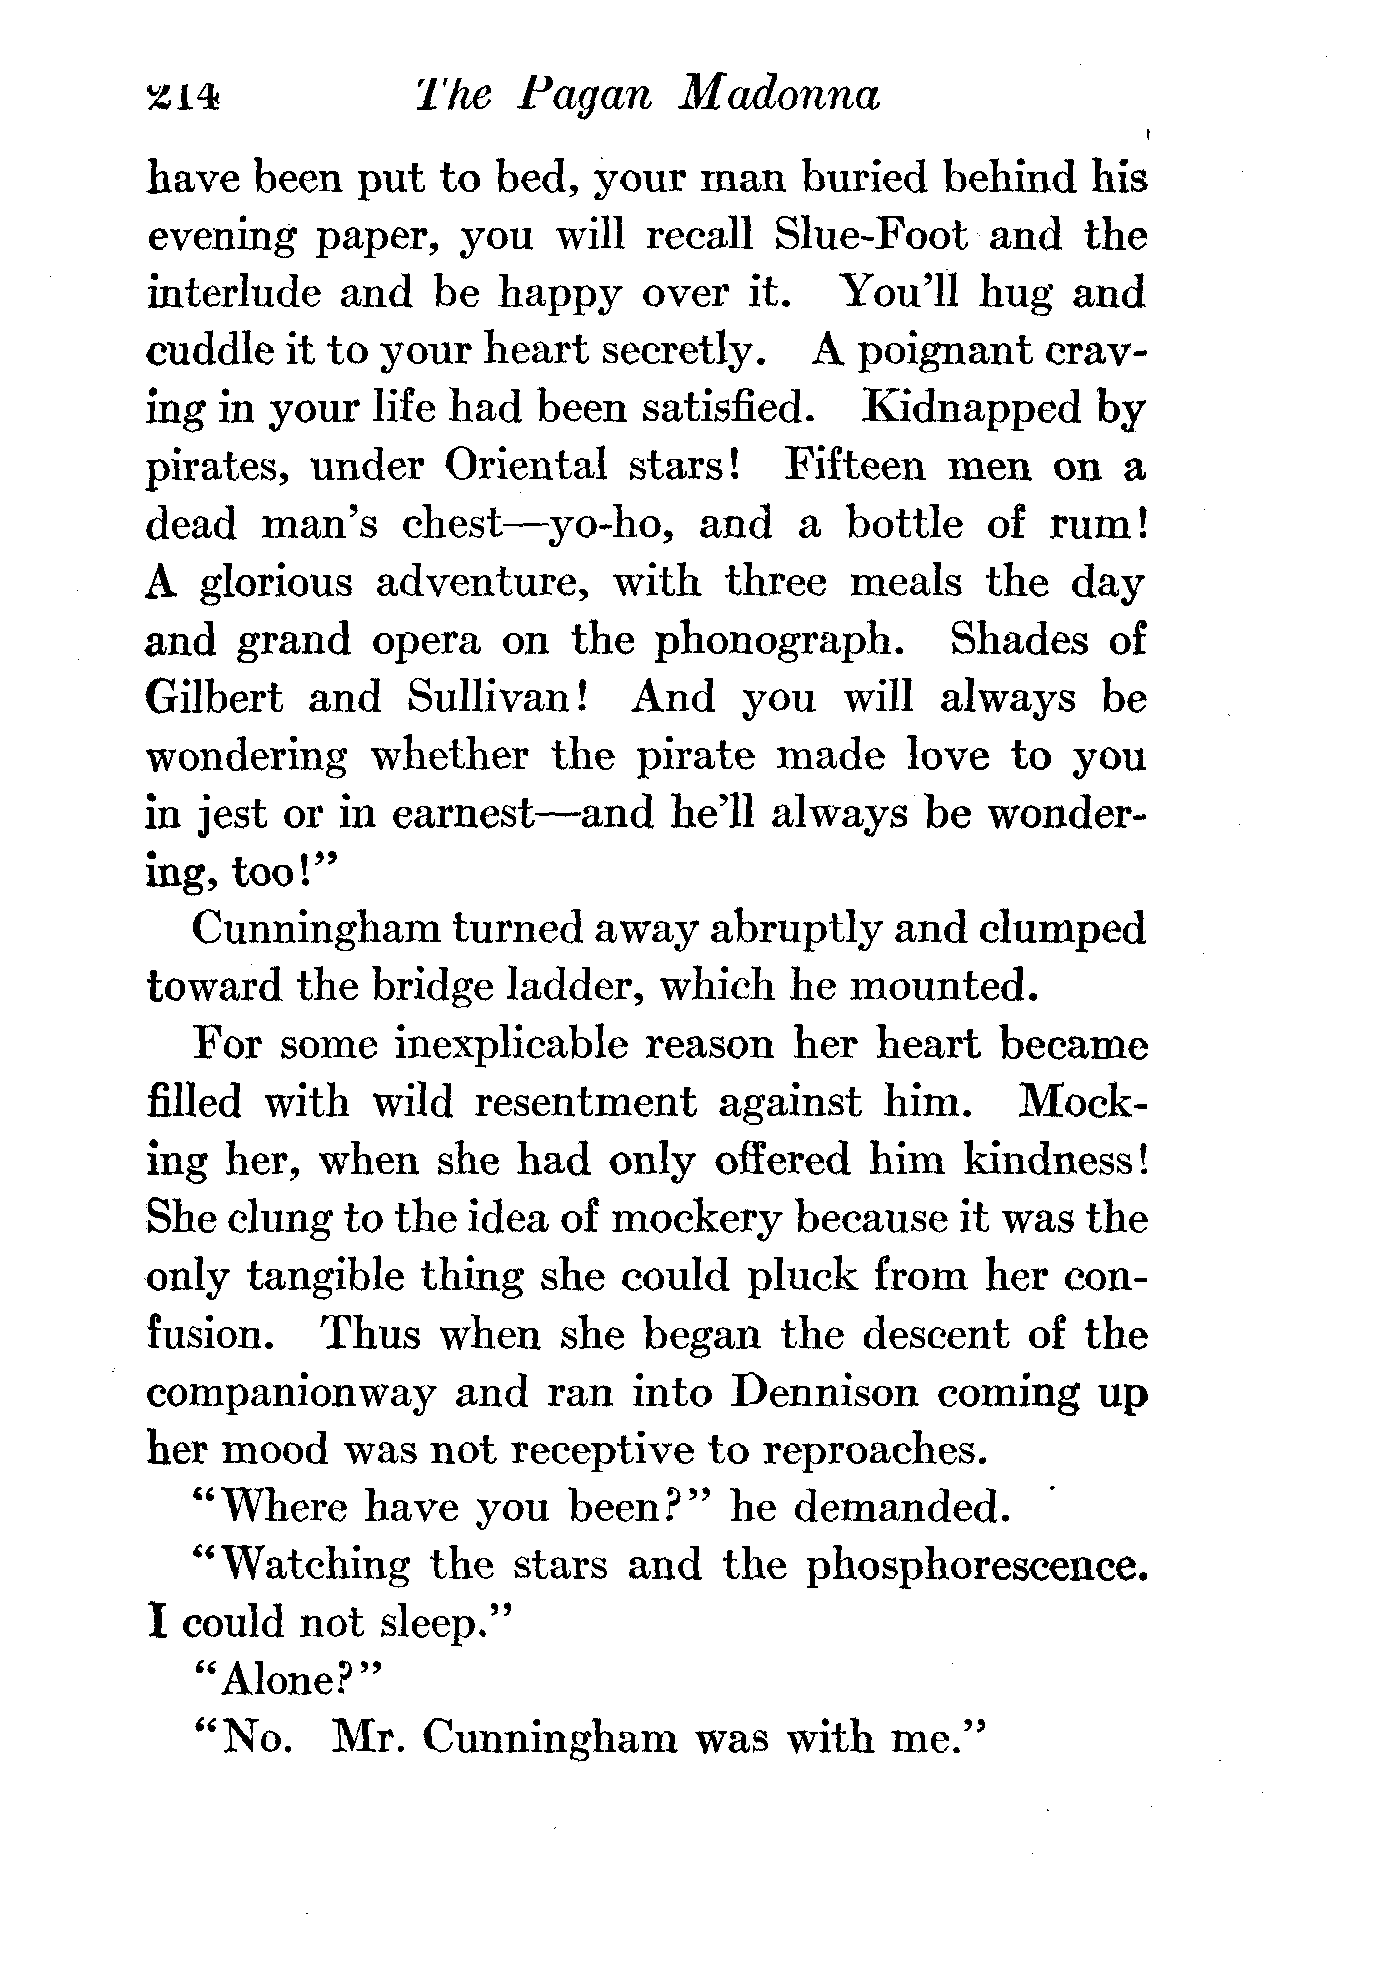 214 The Pagan Madonna
have been put to bed, your man buried behind his
evening paper, you will recall Slue-Foot and the
interlude and be happy over it. You'll hug and
cuddle it to your heart secretly. A poignant crav-
ing in your life had been satisfied. Kidnapped by
pirates, under Oriental stars! Fifteen men on a
dead man's chest—yo-ho, and a bottle of rum!
A glorious adventure, with three meals the day
and grand opera on the phonograph. Shades of
Gilbert and Sullivan! And you will always be
wondering whether the pirate made love to you
in jest or in earnest—and he'll always be wonder-
ing, too!"
Cunningham turned away abruptly and clumped
toward the bridge ladder, which he mounted.
For some inexplicable reason her heart became
filled with wild resentment against him. Mock-
ing her, when she had only offered him kindness!
She clung to the idea of mockery because it was the
only tangible thing she could pluck from her con-
fusion. Thus when she began the descent of the
companionway and ran into Dennison coming up
her mood was not receptive to reproaches.
"Where have you been?" he demanded.
"Watching the stars and the phosphorescence.
I could not sleep."
"Alone?"
"No. Mr. Cunningham was with me."